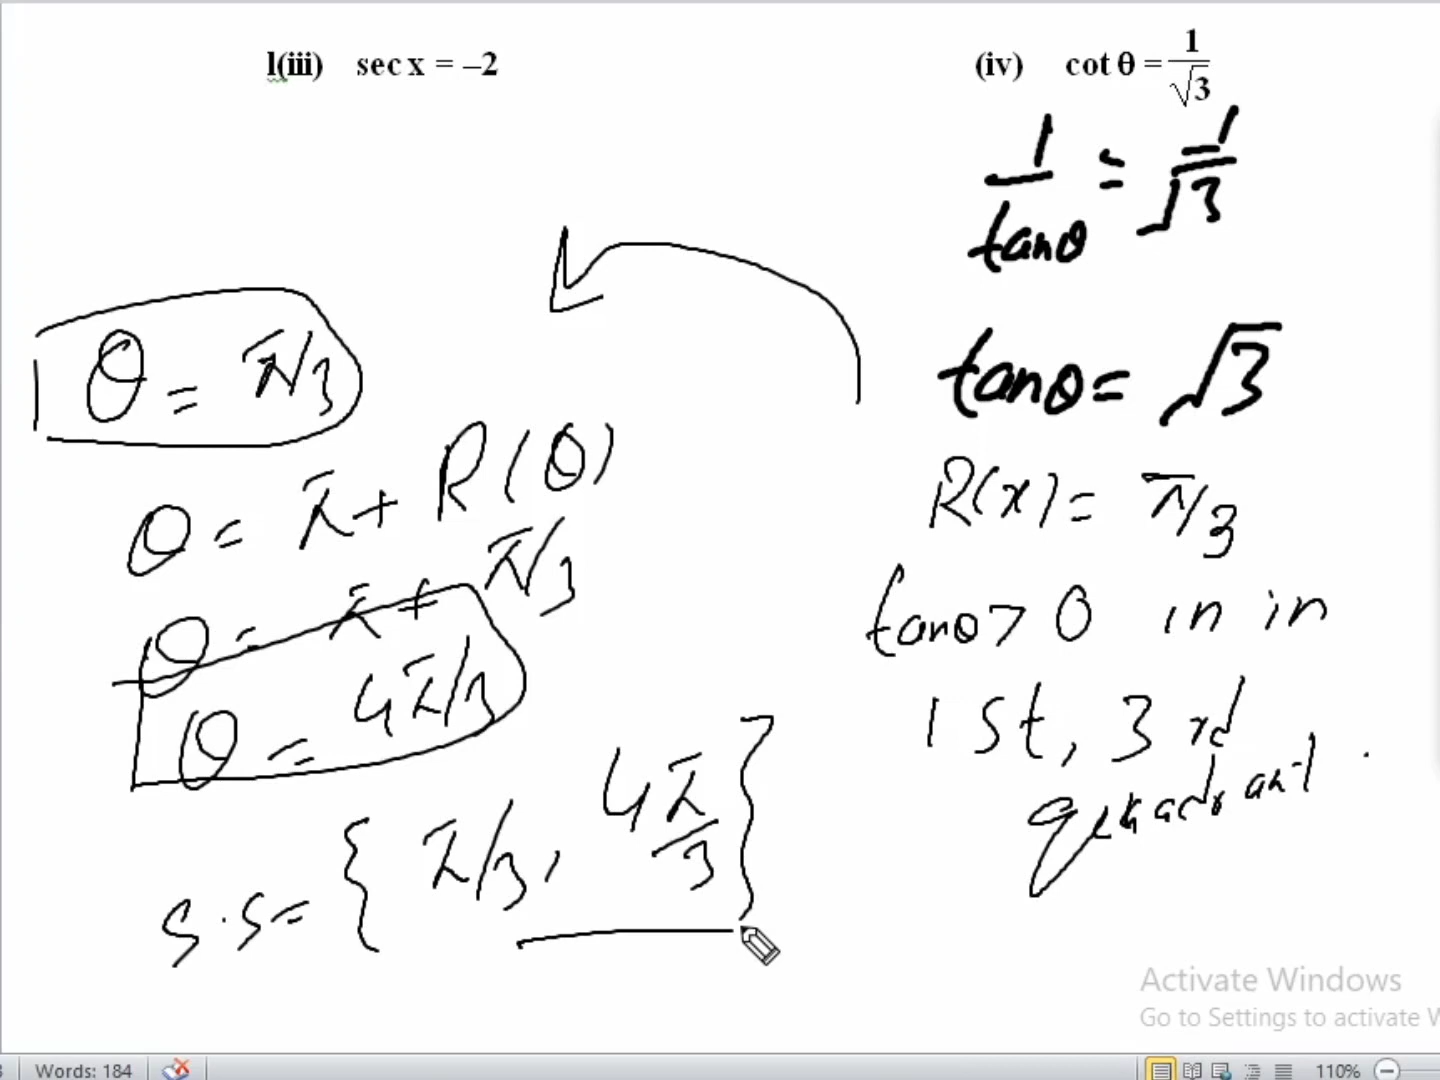 l(iii) sec x = –2
(iv) cot θ = 1/√3
1/tanθ = 1/√3
tanθ = √3
R(x) = π/3
tanθ > 0 in in
1st, 3rd
quadrant
θ = π/3
θ = π + R(θ)
θ = π + π/3
θ = 4π/3
S.S = { π/3, 4π/3 }
Activate Windows
Go to Settings to activate W
Words: 184
110%